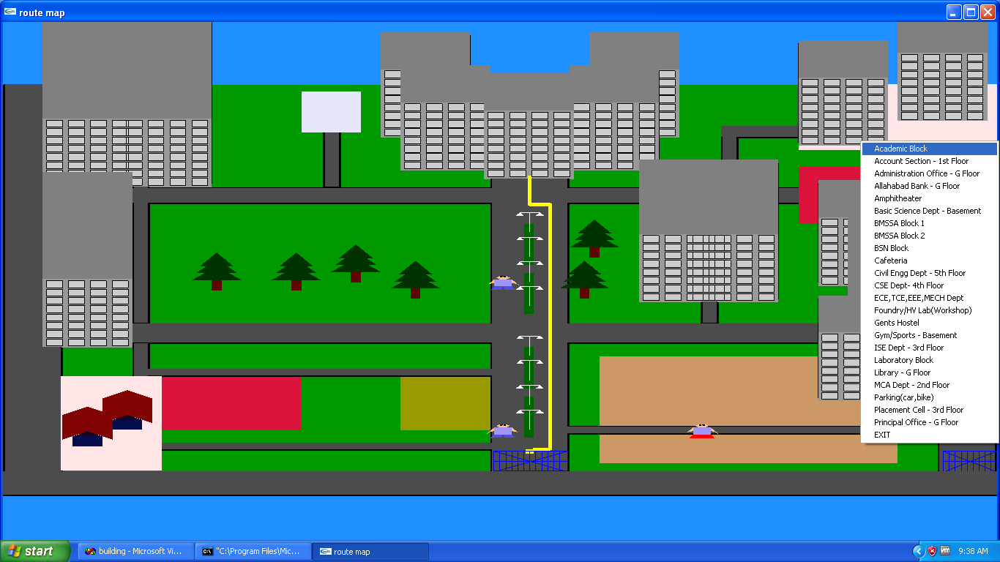 route map
Academic Block
Account Section - 1st Floor
Administration Office - G Floor
Allahabad Bank - G Floor
Amphitheater
Basic Science Dept - Basement
BMSSA Block 1
BMSSA Block 2
BSN Block
Cafeteria
Civil Engg Dept - 5th Floor
CSE Dept- 4th Floor
ECE,TCE,EEE,MECH Dept
Foundry/HV Lab(Workshop)
Gents Hostel
Gym/Sports - Basement
ISE Dept - 3rd Floor
Laboratory Block
Library - G Floor
MCA Dept - 2nd Floor
Parking(car,bike)
Placement Cell - 3rd Floor
Principal Office - G Floor
EXIT
start
building - Microsoft Vi...
"C:\Program Files\Mic...
route map
vm
9:38 AM